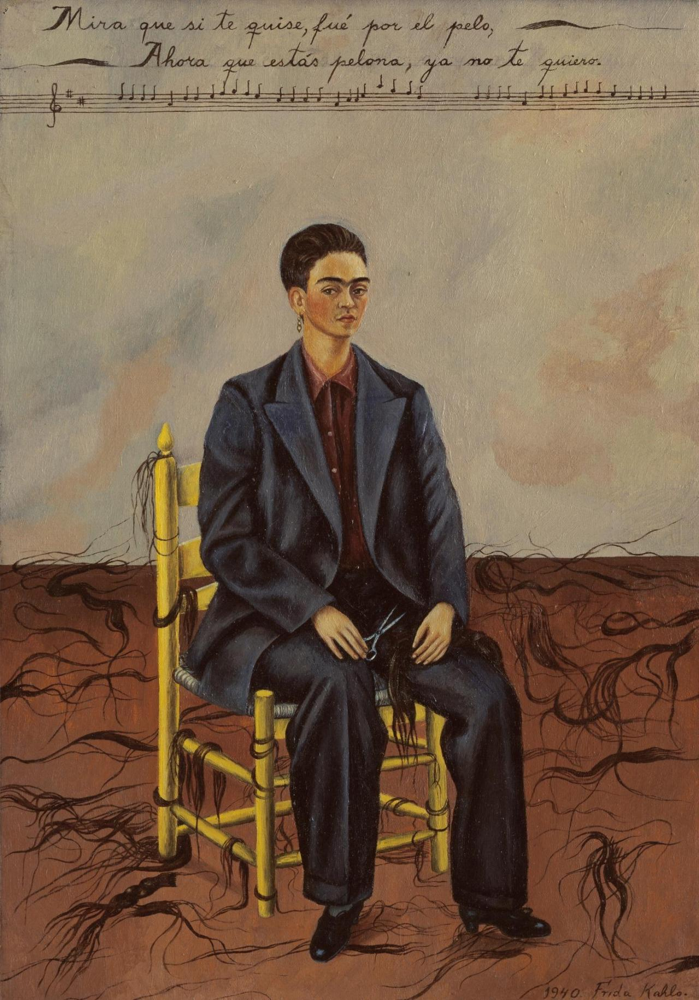 Mira que si te quise, fué por el pelo,
Ahora que estás pelona, ya no te quiero.
1940. Frida Kahlo.